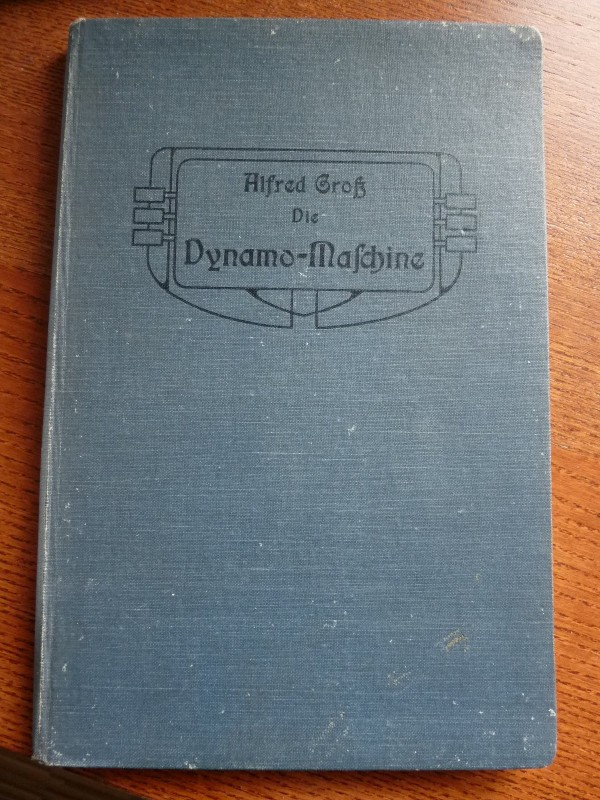 Alfred Groß
Die
Dynamo-Maſchine